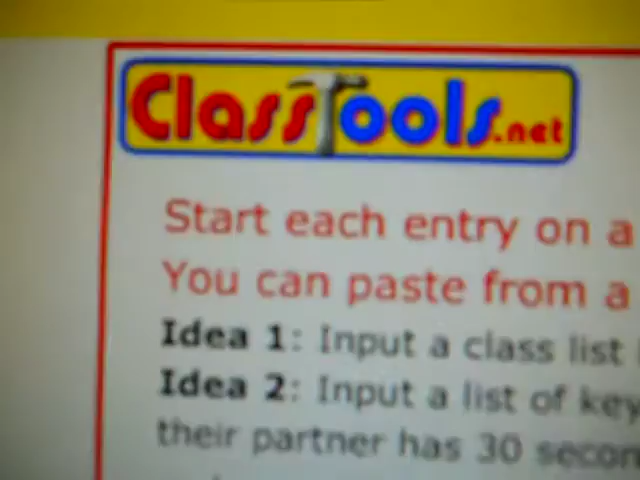 ClassTools.net
Start each entry on a
You can paste from a
Idea 1: Input a class list
Idea 2: Input a list of key
their partner has 30 secon